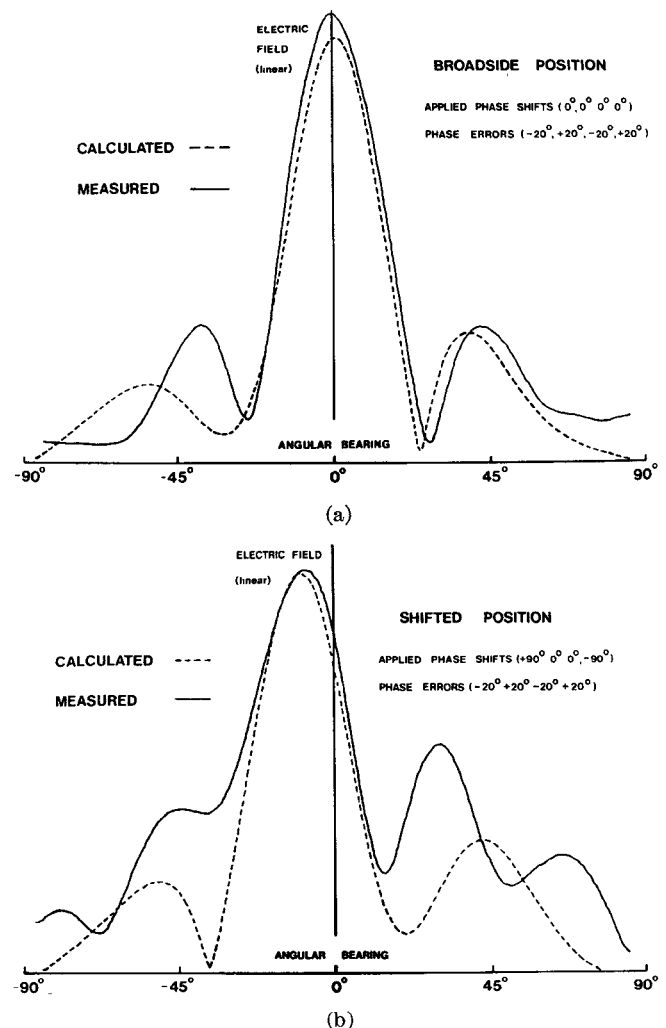 ELECTRIC
FIELD
(linear)
BROADSIDE POSITION
APPLIED PHASE SHIFTS (0°,0° 0° 0°)
PHASE ERRORS (-20°,+20°,-20°,+20°)
CALCULATED
MEASURED
ANGULAR BEARING
-90° -45° 0° 45° 90°
(a)
ELECTRIC FIELD
(linear)
SHIFTED POSITION
APPLIED PHASE SHIFTS (+90° 0° 0°,-90°)
PHASE ERRORS (-20° +20° -20° +20°)
CALCULATED
MEASURED
ANGULAR BEARING
-90° -45° 0° 45° 90°
(b)